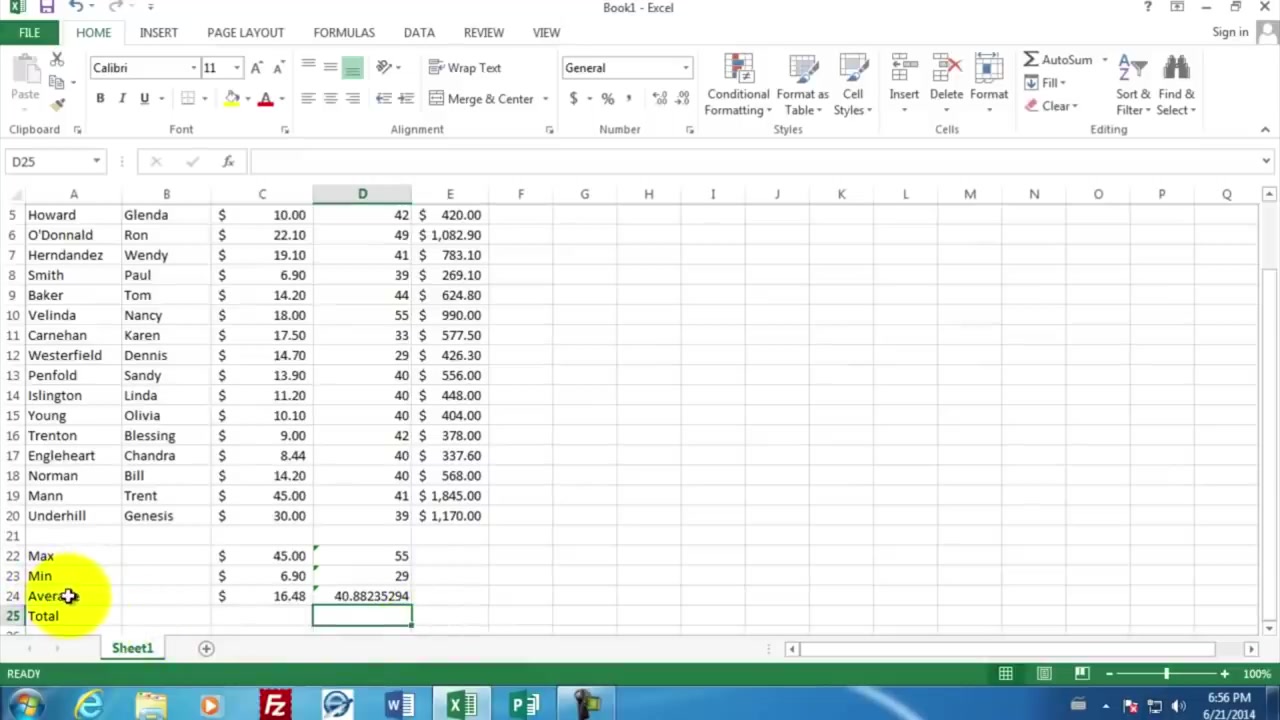 Book1 - Excel
FILE HOME INSERT PAGE LAYOUT FORMULAS DATA REVIEW VIEW Sign in
Paste Calibri 11 Wrap Text General Conditional Formatting Format as Table Cell Styles Insert Delete Format AutoSum Sort & Filter Find & Select
B I U Merge & Center $ % , Fill
Clear
Clipboard Font Alignment Number Styles Cells Editing
D25 fx
A B C D E F G H I J K L M N O P Q
5 Howard Glenda $ 10.00 42 $ 420.00
6 O'Donnald Ron $ 22.10 49 $ 1,082.90
7 Herndandez Wendy $ 19.10 41 $ 783.10
8 Smith Paul $ 6.90 39 $ 269.10
9 Baker Tom $ 14.20 44 $ 624.80
10 Velinda Nancy $ 18.00 55 $ 990.00
11 Carnehan Karen $ 17.50 33 $ 577.50
12 Westerfield Dennis $ 14.70 29 $ 426.30
13 Penfold Sandy $ 13.90 40 $ 556.00
14 Islington Linda $ 11.20 40 $ 448.00
15 Young Olivia $ 10.10 40 $ 404.00
16 Trenton Blessing $ 9.00 42 $ 378.00
17 Engleheart Chandra $ 8.44 40 $ 337.60
18 Norman Bill $ 14.20 40 $ 568.00
19 Mann Trent $ 45.00 41 $ 1,845.00
20 Underhill Genesis $ 30.00 39 $ 1,170.00
21
22 Max $ 45.00 55
23 Min $ 6.90 29
24 Average $ 16.48 40.88235294
25 Total
Sheet1
READY 100%
6:56 PM
6/21/2014